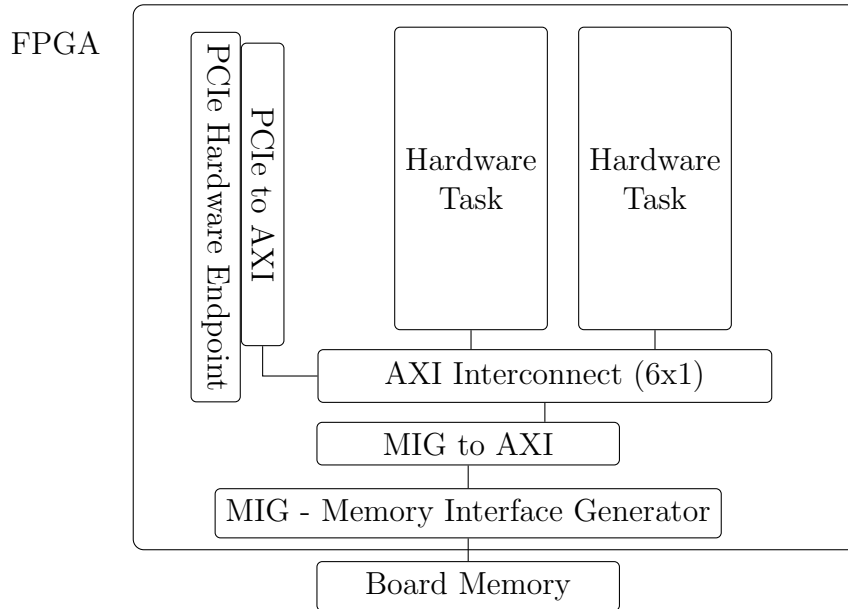 FPGA
PCIe Hardware Endpoint
PCIe to AXI
Hardware
Task
Hardware
Task
AXI Interconnect (6x1)
MIG to AXI
MIG - Memory Interface Generator
Board Memory